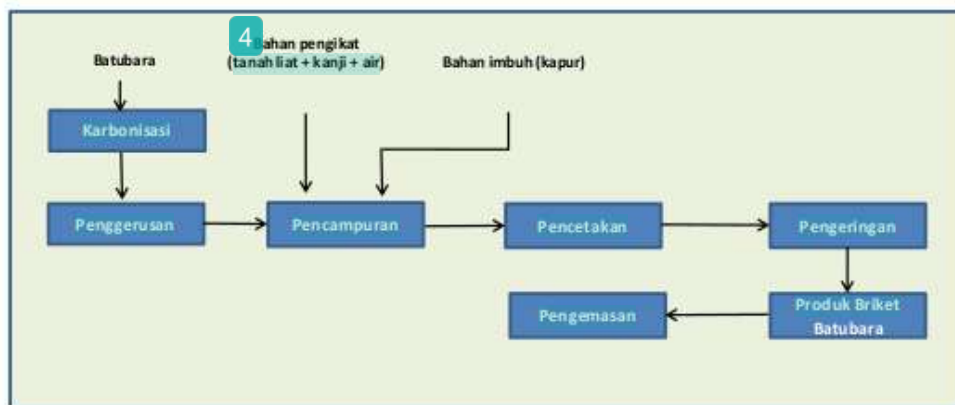 4
Batubara
Bahan pengikat
(tanah liat + kanji + air)
Bahan imbuh (kapur)
Karbonisasi
Penggerusan
Pencampuran
Pencetakan
Pengeringan
Pengemasan
Produk Briket
Batubara